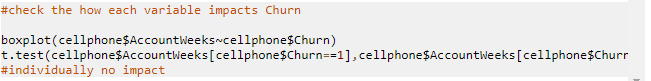 #check the how each variable impacts Churn
boxplot(cellphone$AccountWeeks~cellphone$Churn)
t.test(cellphone$AccountWeeks[cellphone$Churn==1],cellphone$AccountWeeks[cellphone$Churr
#individually no impact